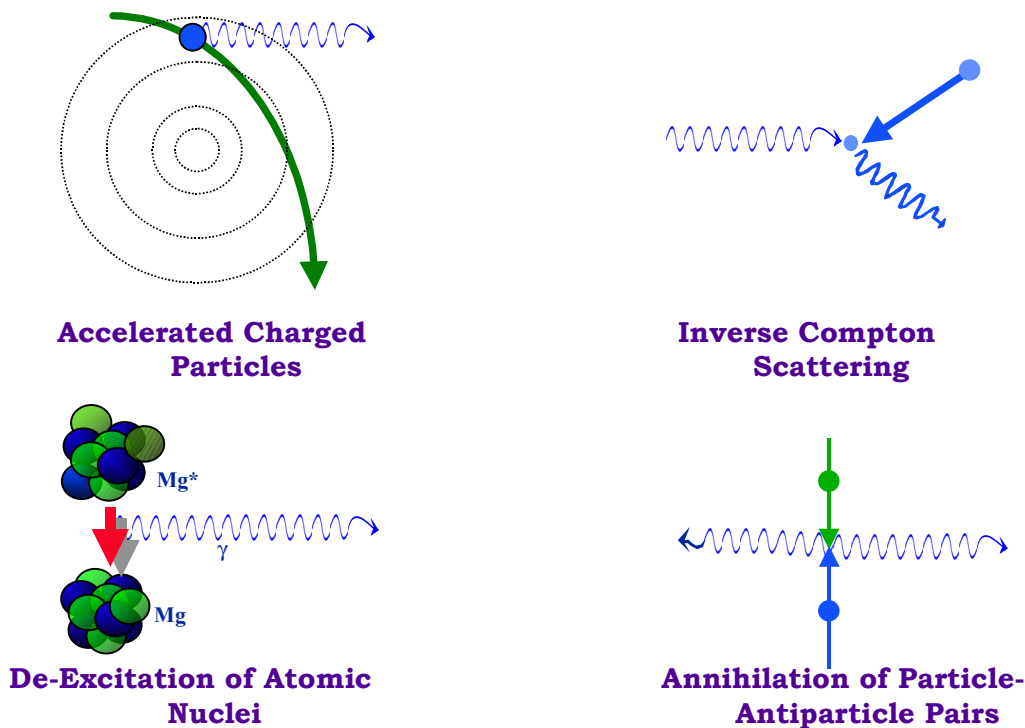 Accelerated Charged
Particles
Inverse Compton
Scattering
Mg*
γ
Mg
De-Excitation of Atomic
Nuclei
Annihilation of Particle-
Antiparticle Pairs